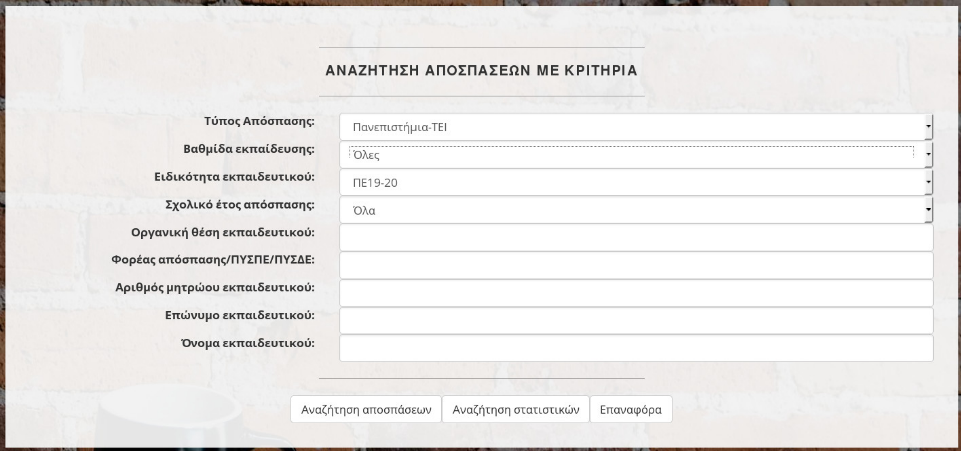 ΑΝΑΖΗΤΗΣΗ ΑΠΟΣΠΑΣΕΩΝ ΜΕ ΚΡΙΤΗΡΙΑ
Τύπος Απόσπασης: Πανεπιστήμια-ΤΕΙ
Βαθμίδα εκπαίδευσης: Όλες
Ειδικότητα εκπαιδευτικού: ΠΕ19-20
Σχολικό έτος απόσπασης: Όλα
Οργανική θέση εκπαιδευτικού:
Φορέας απόσπασης/ΠΥΣΠΕ/ΠΥΣΔΕ:
Αριθμός μητρώου εκπαιδευτικού:
Επώνυμο εκπαιδευτικού:
Όνομα εκπαιδευτικού:
Αναζήτηση αποσπάσεων Αναζήτηση στατιστικών Επαναφόρα